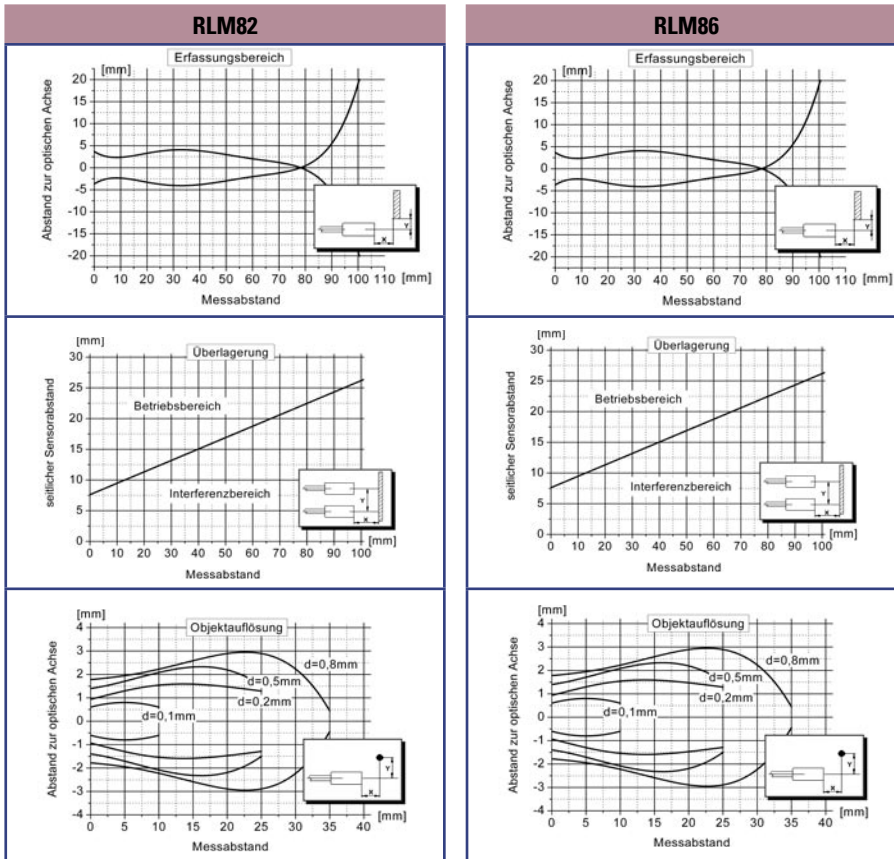 RLM82
RLM86
[mm]
Erfassungsbereich
Abstand zur optischen Achse
20
15
10
5
0
-5
-10
-15
-20
0 10 20 30 40 50 60 70 80 90 100 110 [mm]
Messabstand
Y
X
[mm]
Erfassungsbereich
Abstand zur optischen Achse
20
15
10
5
0
-5
-10
-15
-20
0 10 20 30 40 50 60 70 80 90 100 110 [mm]
Messabstand
Y
X
[mm]
Überlagerung
seitlicher Sensorabstand
30
25
20
15
10
5
0
Betriebsbereich
Interferenzbereich
Y
X
0 10 20 30 40 50 60 70 80 90 100 [mm]
Messabstand
[mm]
Überlagerung
seitlicher Sensorabstand
30
25
20
15
10
5
0
Betriebsbereich
Interferenzbereich
Y
X
0 10 20 30 40 50 60 70 80 90 100 [mm]
Messabstand
[mm]
Objektauflösung
Abstand zur optischen Achse
4
3
2
1
0
-1
-2
-3
-4
d=0,8mm
d=0,5mm
d=0,2mm
d=0,1mm
Y
X
0 5 10 15 20 25 30 35 40 [mm]
Messabstand
[mm]
Objektauflösung
Abstand zur optischen Achse
4
3
2
1
0
-1
-2
-3
-4
d=0,8mm
d=0,5mm
d=0,2mm
d=0,1mm
Y
X
0 5 10 15 20 25 30 35 40 [mm]
Messabstand